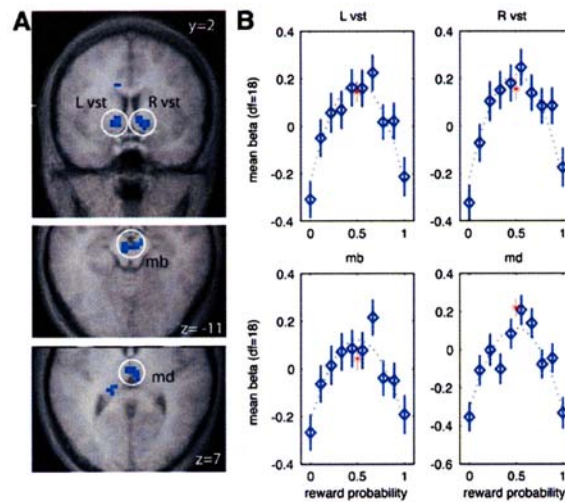 A
y=2
L vst
R vst
mb
z= -11
md
z=7
B
L vst
mean beta (df=18)
0.4
0.2
0
-0.2
-0.4
0 0.5 1
R vst
0.4
0.2
0
-0.2
-0.4
0 0.5 1
mb
mean beta (df=18)
0.4
0.2
0
-0.2
-0.4
0 0.5 1
reward probability
md
0.4
0.2
0
-0.2
-0.4
-0.6
0 0.5 1
reward probability